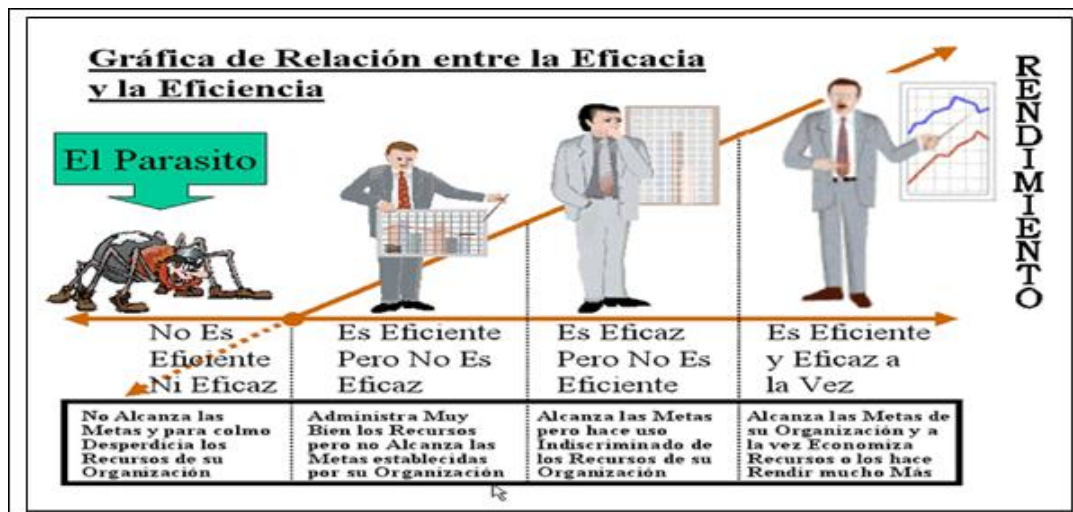 Gráfica de Relación entre la Eficacia
y la Eficiencia
El Parasito
RENDIMIENTO
No Es
Eficiente
Ni Eficaz
Es Eficiente
Pero No Es
Eficaz
Es Eficaz
Pero No Es
Eficiente
Es Eficiente
y Eficaz a
la Vez
No Alcanza las
Metas y para colmo
Desperdicia los
Recursos de su
Organización
Administra Muy
Bien los Recursos
pero no Alcanza las
Metas establecidas
por su Organización
Alcanza las Metas
pero hace uso
Indiscriminado de
los Recursos de su
Organización
Alcanza las Metas de
su Organización y a
la vez Economiza
Recursos o los hace
Rendir mucho Más